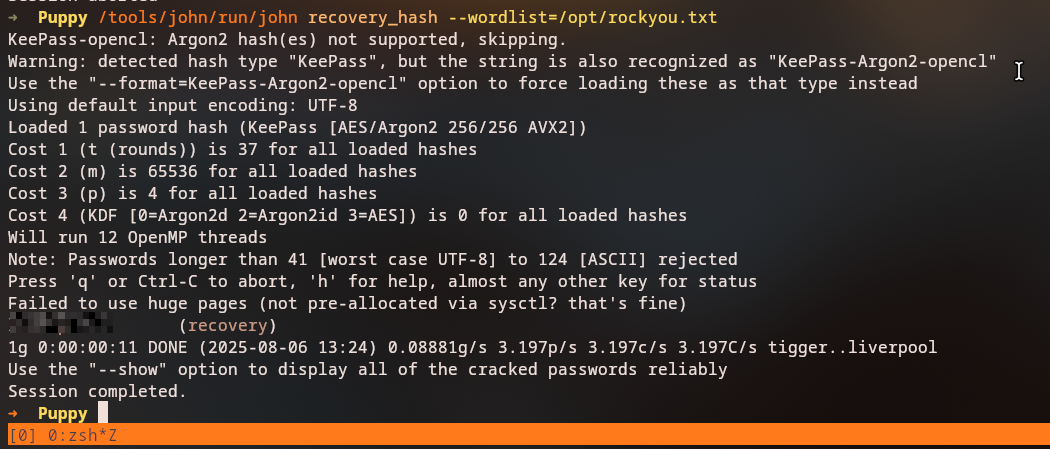 → Puppy /tools/john/run/john recovery_hash --wordlist=/opt/rockyou.txt
KeePass-opencl: Argon2 hash(es) not supported, skipping.
Warning: detected hash type "KeePass", but the string is also recognized as "KeePass-Argon2-opencl"
Use the "--format=KeePass-Argon2-opencl" option to force loading these as that type instead
Using default input encoding: UTF-8
Loaded 1 password hash (KeePass [AES/Argon2 256/256 AVX2])
Cost 1 (t (rounds)) is 37 for all loaded hashes
Cost 2 (m) is 65536 for all loaded hashes
Cost 3 (p) is 4 for all loaded hashes
Cost 4 (KDF [0=Argon2d 2=Argon2id 3=AES]) is 0 for all loaded hashes
Will run 12 OpenMP threads
Note: Passwords longer than 41 [worst case UTF-8] to 124 [ASCII] rejected
Press 'q' or Ctrl-C to abort, 'h' for help, almost any other key for status
Failed to use huge pages (not pre-allocated via sysctl? that's fine)
(recovery)
1g 0:00:00:11 DONE (2025-08-06 13:24) 0.08881g/s 3.197p/s 3.197c/s 3.197C/s tigger..liverpool
Use the "--show" option to display all of the cracked passwords reliably
Session completed.
→ Puppy
[0] 0:zsh*Z